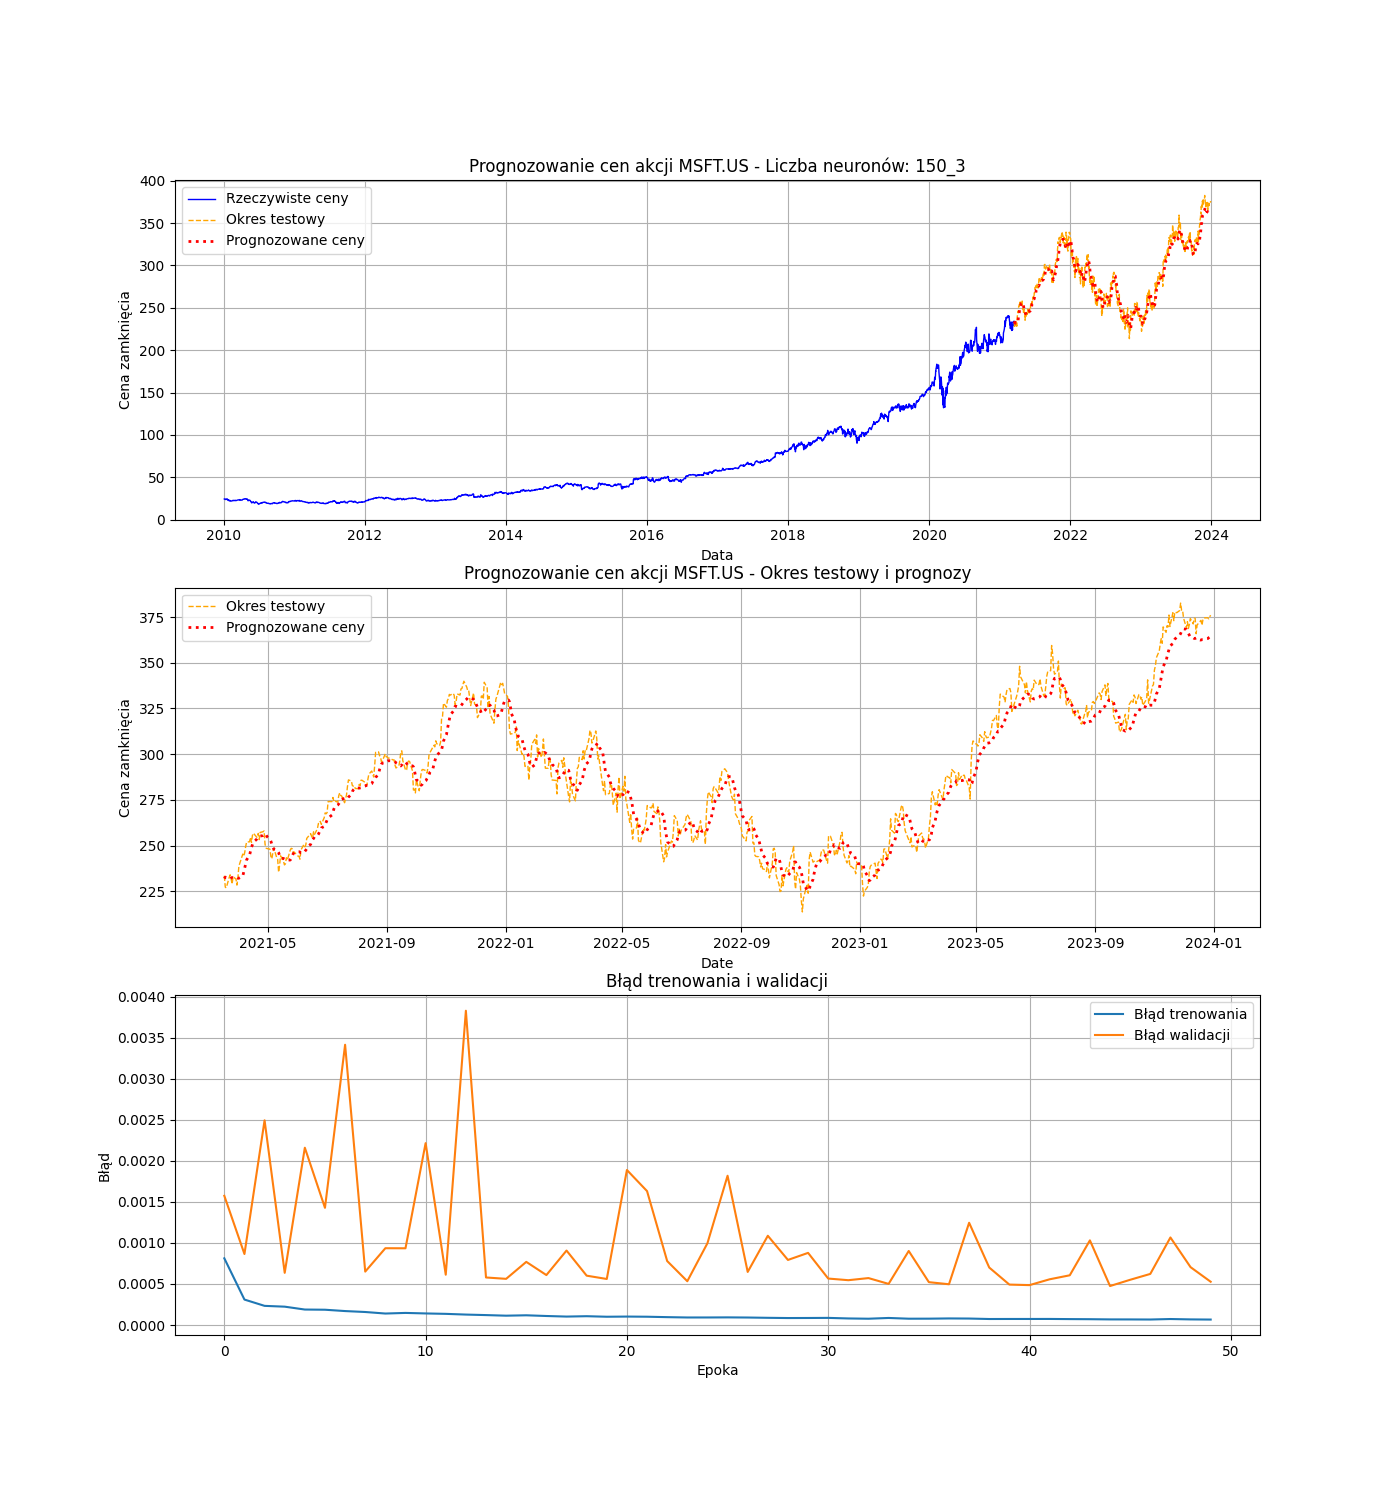 Prognozowanie cen akcji MSFT.US - Liczba neuronów: 150_3
400
350
300
250
200
150
100
50
0
Cena zamknięcia
Rzeczywiste ceny
Okres testowy
Prognozowane ceny
2010 2012 2014 2016 2018 2020 2022 2024
Data
Prognozowanie cen akcji MSFT.US - Okres testowy i prognozy
375
350
325
300
275
250
225
Cena zamknięcia
Okres testowy
Prognozowane ceny
2021-05 2021-09 2022-01 2022-05 2022-09 2023-01 2023-05 2023-09 2024-01
Date
Błąd trenowania i walidacji
0.0040
0.0035
0.0030
0.0025
0.0020
0.0015
0.0010
0.0005
0.0000
Błąd
Błąd trenowania
Błąd walidacji
0 10 20 30 40 50
Epoka